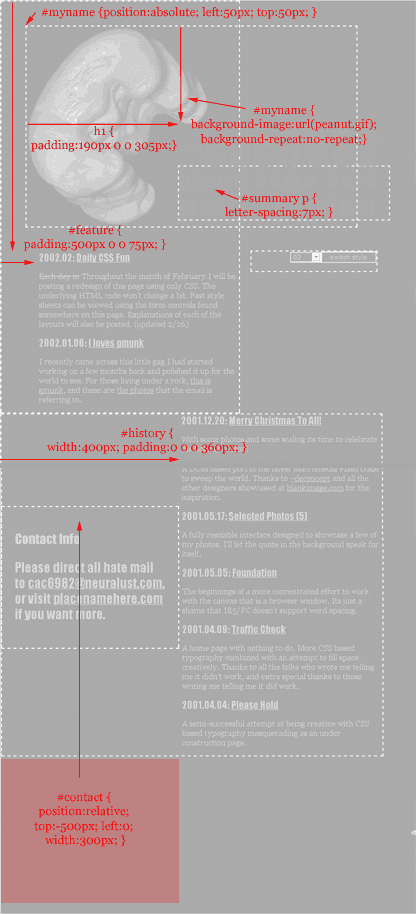 #myname {position:absolute; left:50px; top:50px; }
#myname {
background-image:url(peanut.gif);
background-repeat:no-repeat;}
h1 {
padding:190px 0 0 305px;}
#summary p {
letter-spacing:7px; }
#feature {
padding:500px 0 0 75px; }
2002.02: Daily CSS Fun
02 switch style
Each day in Throughout the month of February I will be
posting a redesign of this page using only CSS. The
underlying HTML code won't change a bit. Past style
sheets can be viewed using the form controls found
somewhere on this page. Explanations of each of the
layouts will also be posted. (updated 2/26)
2002.01.06: i loves gmunk
I recently came across this little gag I had started
working on a few months back and polished it up for the
world to see. For those living under a rock, this is
gmunk, and these are the photos that the email is
referring to.
2001.12.20: Merry Christmas To All!
With some photos and some scaling its time to celebrate
#history {
width:400px; padding:0 0 0 360px; }
A DOM based port of the latest Macromedia Flash craze
to sweep the world. Thanks to -deconcept and all the
other designers showcased at blanksmage.com for the
inspiration.
2001.05.17: Selected Photos (5)
A fully resizable interface designed to showcase a few of
my photos. I'll let the quote in the background speak for
itself.
Contact Info
Please direct all hate mail
to cac6982@neuralust.com,
or visit placenamehere.com
if you want more.
2001.05.05: Foundation
The beginnings of a more concentrated effort to work
with the canvas that is a browser window. Its just a
shame that IE5/PC doesn't support word spacing.
2001.04.09: Traffic Check
A home page with nothing to do. More CSS based
typography combined with an attempt to fill space
creatively. Thanks to all the folks who wrote me telling
me it didn't work, and extra special thanks to those
writing me telling me it did work.
2001.04.04: Please Hold
A semi-successful attempt at being creative with CSS
based typography masquerading as an under
construction page.
#contact {
position:relative;
top:-500px; left:0;
width:300px; }